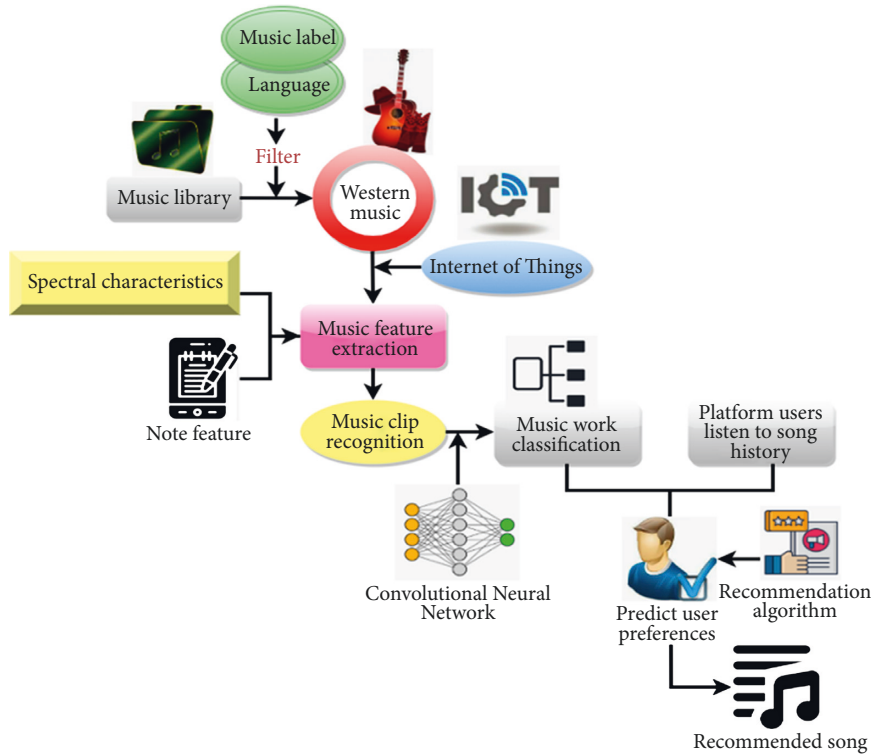 Music label
Language
Filter
Music library
Western
music
IOT
Internet of Things
Spectral characteristics
Music feature
extraction
Note feature
Music clip
recognition
Music work
classification
Platform users
listen to song
history
Convolutional Neural
Network
Predict user
preferences
Recommendation
algorithm
Recommended song